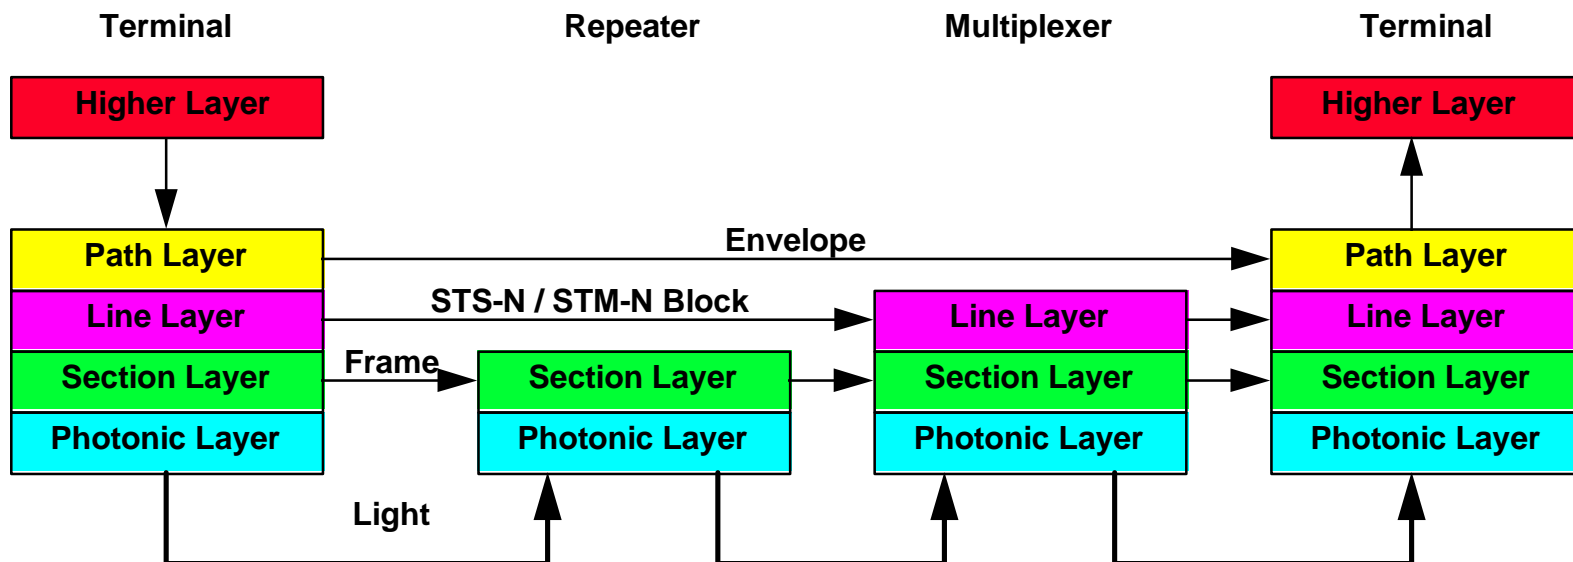 Terminal Repeater Multiplexer Terminal
Higher Layer Higher Layer
Envelope
Path Layer Path Layer
STS-N / STM-N Block
Line Layer Line Layer Line Layer
Frame
Section Layer Section Layer Section Layer Section Layer
Photonic Layer Photonic Layer Photonic Layer Photonic Layer
Light